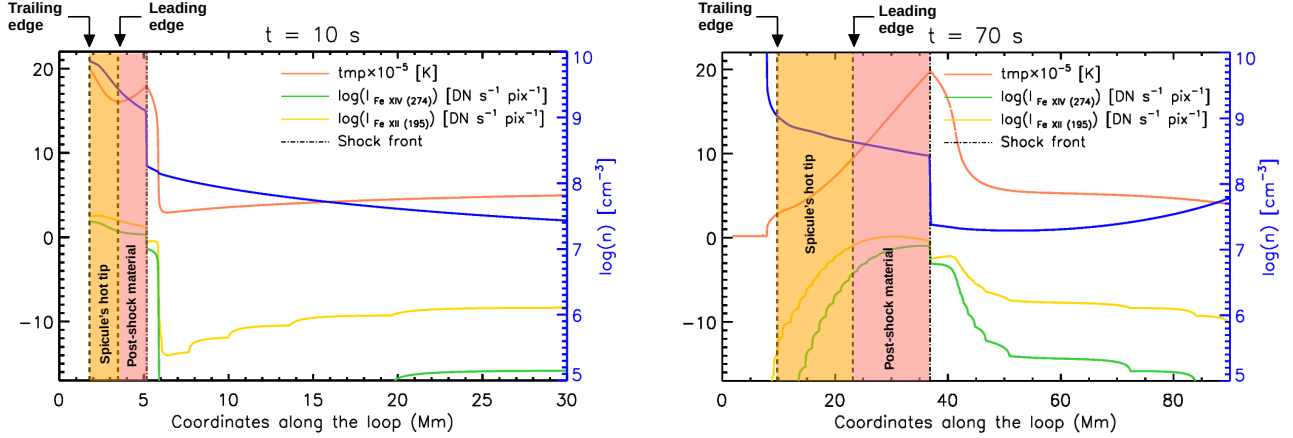 Trailing
edge
Leading
edge
t = 10 s
20
10
0
−10
tmp×10⁻⁵ [K]
log(I Fe XIV (274)) [DN s⁻¹ pix⁻¹]
log(I Fe XII (195)) [DN s⁻¹ pix⁻¹]
Shock front
Spicule's hot tip
Post-shock material
10
9
8
7
6
5
log(n) [cm⁻³]
0 5 10 15 20 25 30
Coordinates along the loop (Mm)
Trailing
edge
Leading
edge
t = 70 s
20
10
0
−10
tmp×10⁻⁵ [K]
log(I Fe XIV (274)) [DN s⁻¹ pix⁻¹]
log(I Fe XII (195)) [DN s⁻¹ pix⁻¹]
Shock front
Spicule's hot tip
Post-shock material
10
9
8
7
6
5
log(n) [cm⁻³]
0 20 40 60 80
Coordinates along the loop (Mm)